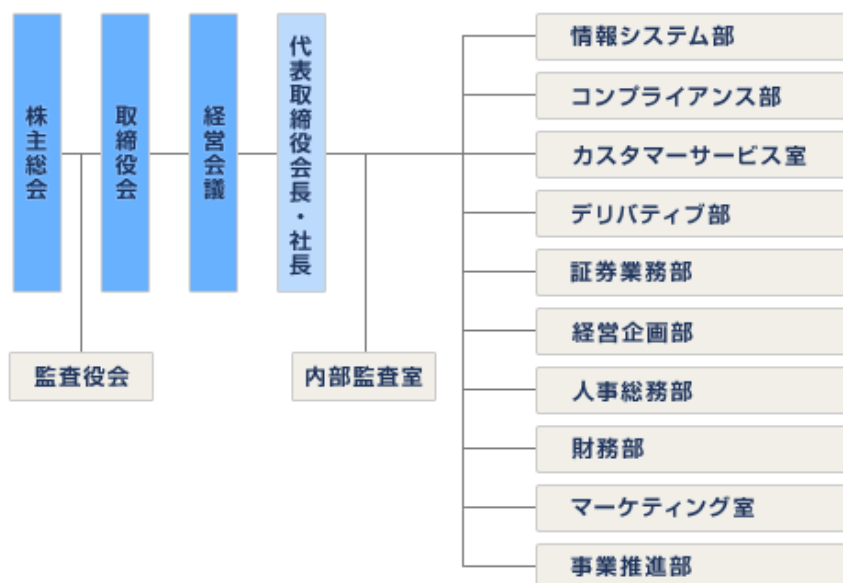 株主総会
取締役会
経営会議
代表取締役会長・社長
監査役会
内部監査室
情報システム部
コンプライアンス部
カスタマーサービス室
デリバティブ部
証券業務部
経営企画部
人事総務部
財務部
マーケティング室
事業推進部